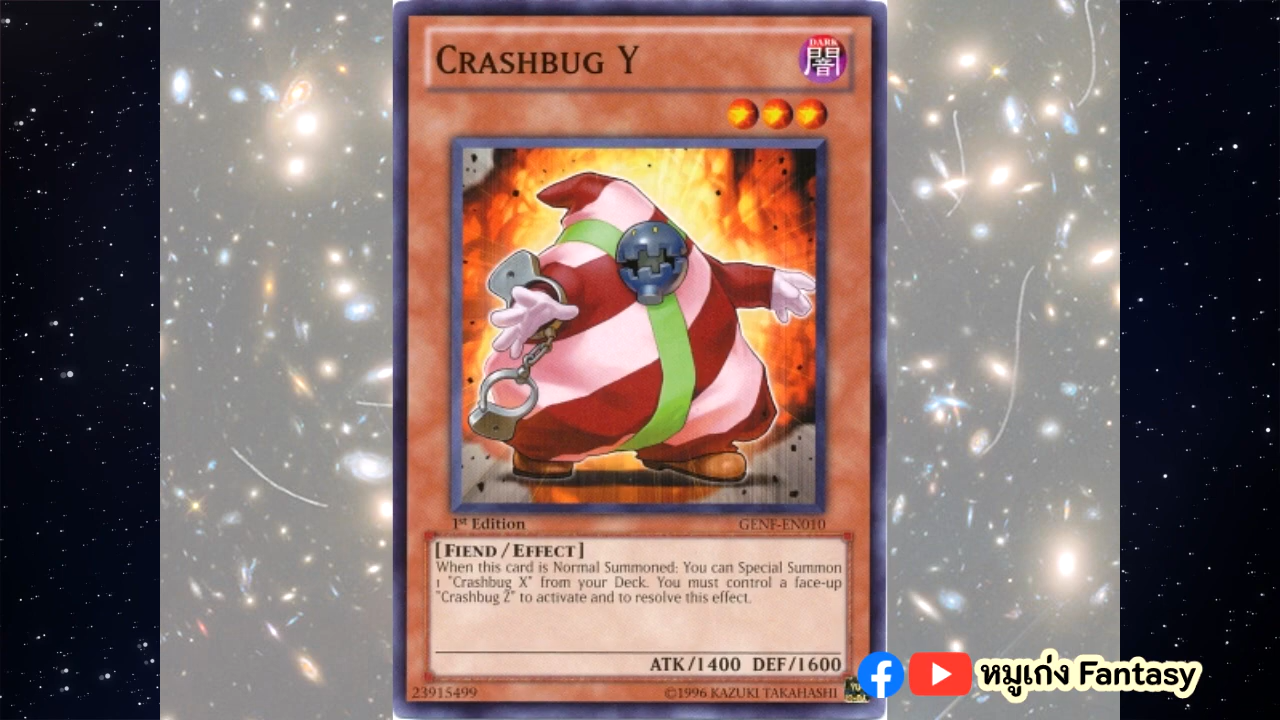 Crashbug Y
DARK
闇
1st Edition
GENF-EN010
[Fiend / Effect]
When this card is Normal Summoned: You can Special Summon
1 "Crashbug X" from your Deck. You must control a face-up
"Crashbug Z" to activate and to resolve this effect.
ATK/1400 DEF/1600
23915499
©1996 KAZUKI TAKAHASHI
หมูเก่ง Fantasy